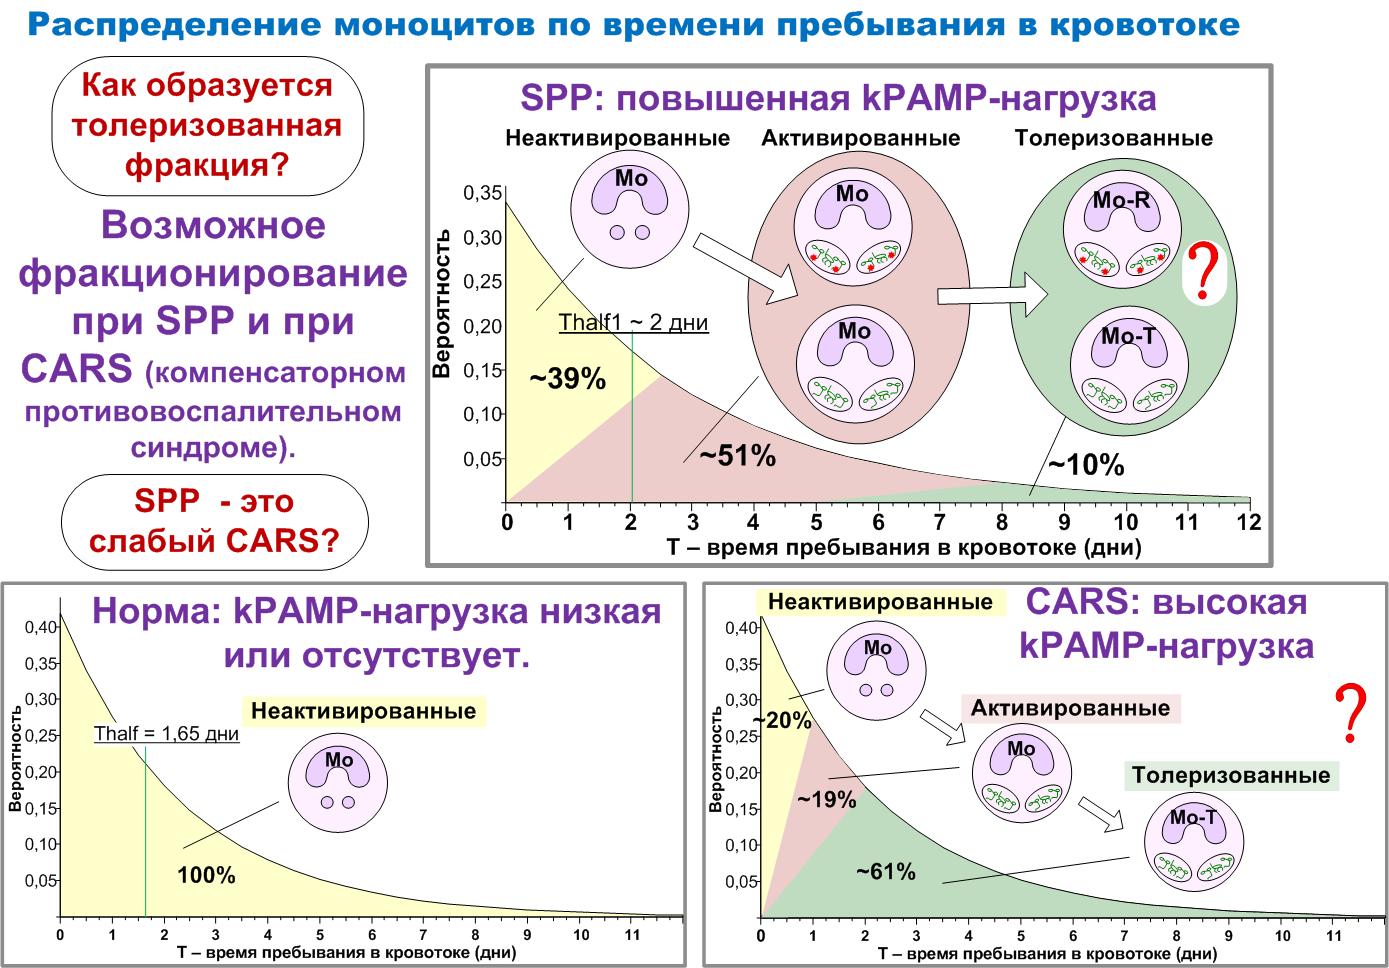 Распределение моноцитов по времени пребывания в кровотоке
Как образуется
толеризованная
фракция?
Возможное
фракционирование
при SPP и при
CARS (компенсаторном
противовоспалительном
синдроме).
SPP - это
слабый CARS?
SPP: повышенная kPAMP-нагрузка
Неактивированные
Активированные
Толеризованные
Mo
Mo
Mo-R
Mo
Mo-T
?
Вероятность
0,35
0,30
0,25
0,20
0,15
0,10
0,05
Thalf1 ~ 2 дни
~39%
~51%
~10%
0 1 2 3 4 5 6 7 8 9 10 11 12
T – время пребывания в кровотоке (дни)
Норма: kPAMP-нагрузка низкая
или отсутствует.
Неактивированные
Mo
Вероятность
0,40
0,35
0,30
0,25
0,20
0,15
0,10
0,05
Thalf = 1,65 дни
100%
0 1 2 3 4 5 6 7 8 9 10 11
T – время пребывания в кровотоке (дни)
CARS: высокая
kPAMP-нагрузка
Неактивированные
Mo
Активированные
Mo
Толеризованные
Mo-T
?
Вероятность
0,40
0,35
0,30
0,25
0,20
0,15
0,10
0,05
~20%
~19%
~61%
0 1 2 3 4 5 6 7 8 9 10 11
T – время пребывания в кровотоке (дни)